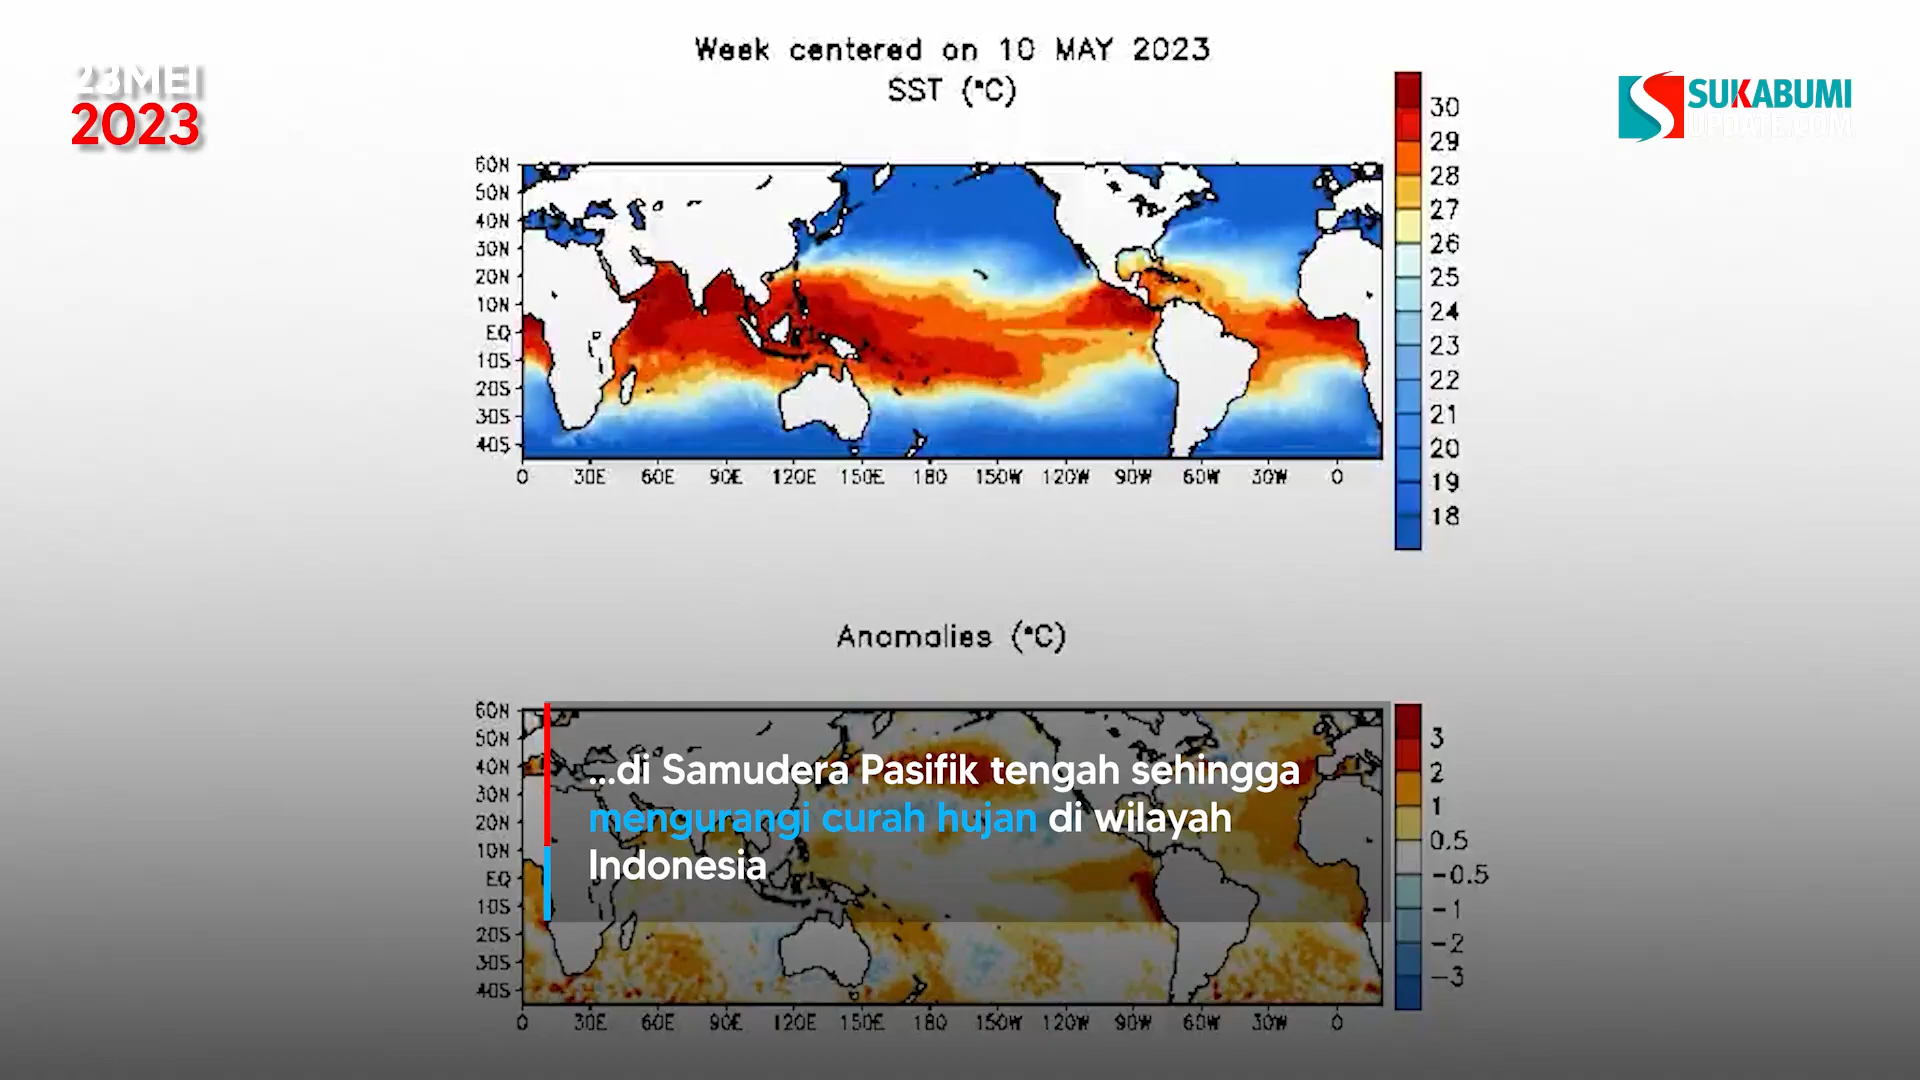 23MEI
2023
SUKABUMI
UPDATE.COM
Week centered on 10 MAY 2023
SST (°C)
60N
50N
40N
30N
20N
10N
EQ
10S
20S
30S
40S
0 30E 60E 90E 120E 150E 180 150W 120W 90W 60W 30W 0
30
29
28
27
26
25
24
23
22
21
20
19
18
Anomalies (°C)
60N
50N
40N
30N
20N
10N
EQ
10S
20S
30S
40S
0 30E 60E 90E 120E 150E 180 150W 120W 90W 60W 30W 0
3
2
1
0.5
-0.5
-1
-2
-3
...di Samudera Pasifik tengah sehingga
mengurangi curah hujan di wilayah
Indonesia